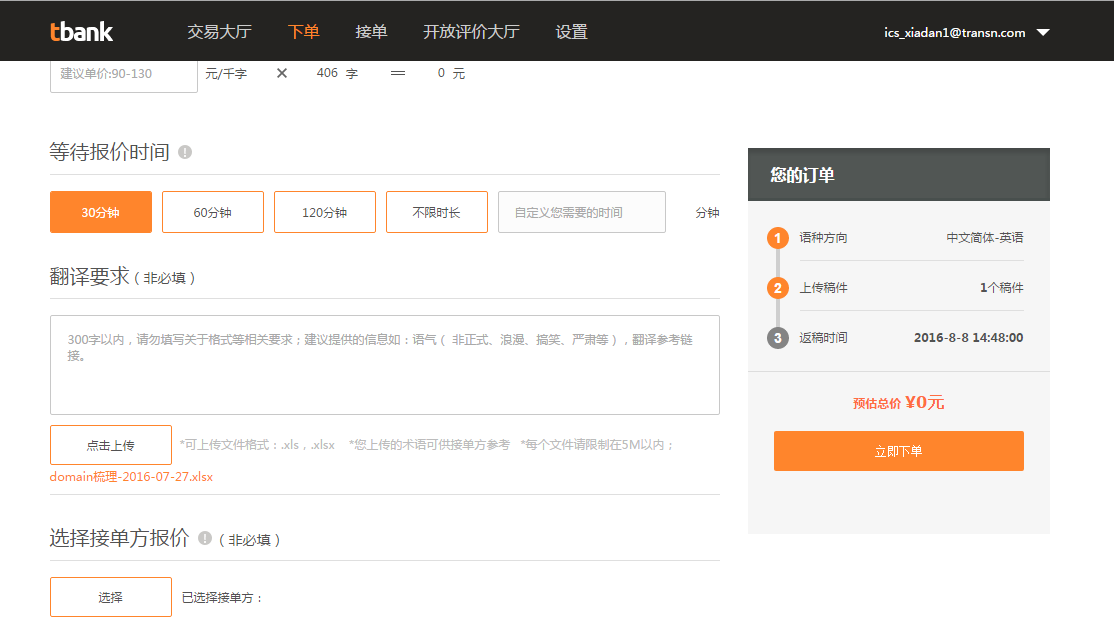 tbank 交易大厅 下单 接单 开放评价大厅 设置 ics_xiadan1@transn.com
建议单价:90-130 元/千字 × 406 字 = 0 元
等待报价时间 !
30分钟 60分钟 120分钟 不限时长 自定义您需要的时间 分钟
翻译要求 ( 非必填 )
300字以内，请勿填写关于格式等相关要求；建议提供的信息如：语气（ 非正式、浪漫、搞笑、严肃等），翻译参考链
接。
点击上传 *可上传文件格式：.xls，.xlsx *您上传的术语可供接单方参考 *每个文件请限制在5M以内；
domain梳理-2016-07-27.xlsx
选择接单方报价 ! ( 非必填 )
选择 已选择接单方：
您的订单
1 语种方向 中文简体-英语
2 上传稿件 1个稿件
3 返稿时间 2016-8-8 14:48:00
预估总价 ¥0元
立即下单